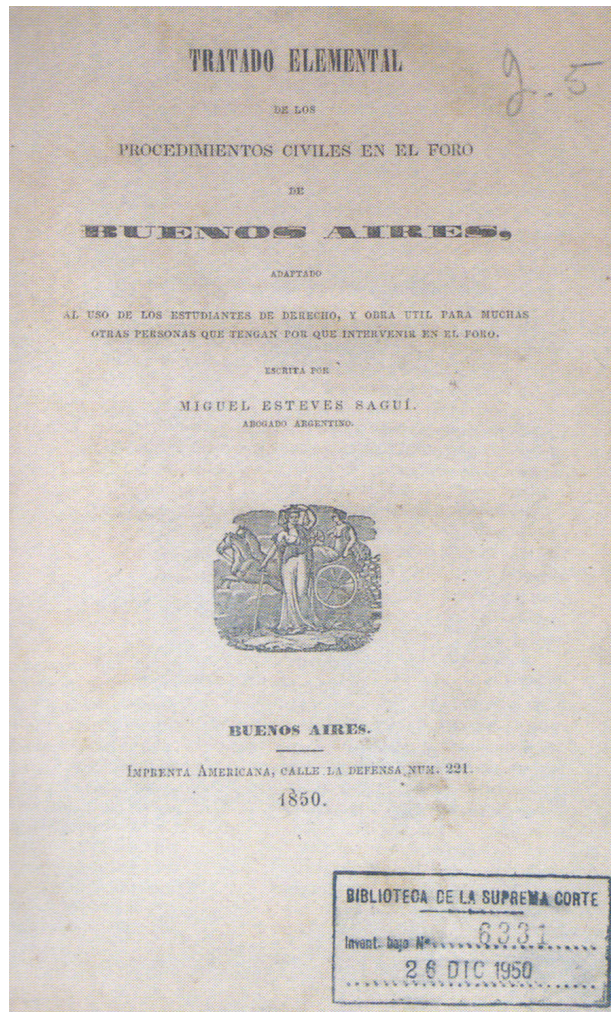 TRATADO ELEMENTAL
DE LOS
PROCEDIMIENTOS CIVILES EN EL FORO
DE
BUENOS AIRES,
ADAPTADO
AL USO DE LOS ESTUDIANTES DE DERECHO, Y OBRA UTIL PARA MUCHAS
OTRAS PERSONAS QUE TENGAN POR QUE INTERVENIR EN EL FORO.
ESCRITA POR
MIGUEL ESTEVES SAGUÍ.
ABOGADO ARGENTINO.
BUENOS AIRES.
IMPRENTA AMERICANA, CALLE LA DEFENSA NUM. 221.
1850.
BIBLIOTECA DE LA SUPREMA CORTE
Invent. bajo Nº 6331
26 DIC 1950